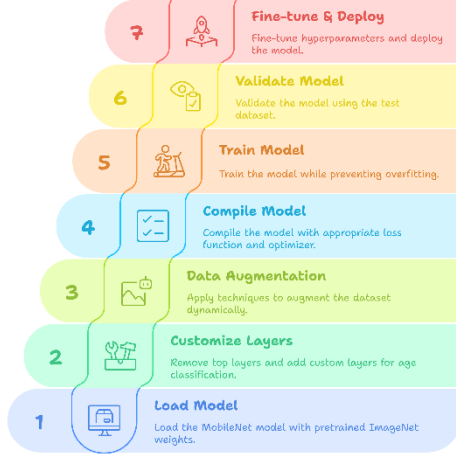 7
Fine-tune & Deploy
Fine-tune hyperparameters and deploy
the model.
6
Validate Model
Validate the model using the test
dataset.
5
Train Model
Train the model while preventing overfitting.
4
Compile Model
Compile the model with appropriate loss
function and optimizer.
3
Data Augmentation
Apply techniques to augment the dataset
dynamically.
2
Customize Layers
Remove top layers and add custom layers for age
classification.
1
Load Model
Load the MobileNet model with pretrained ImageNet
weights.